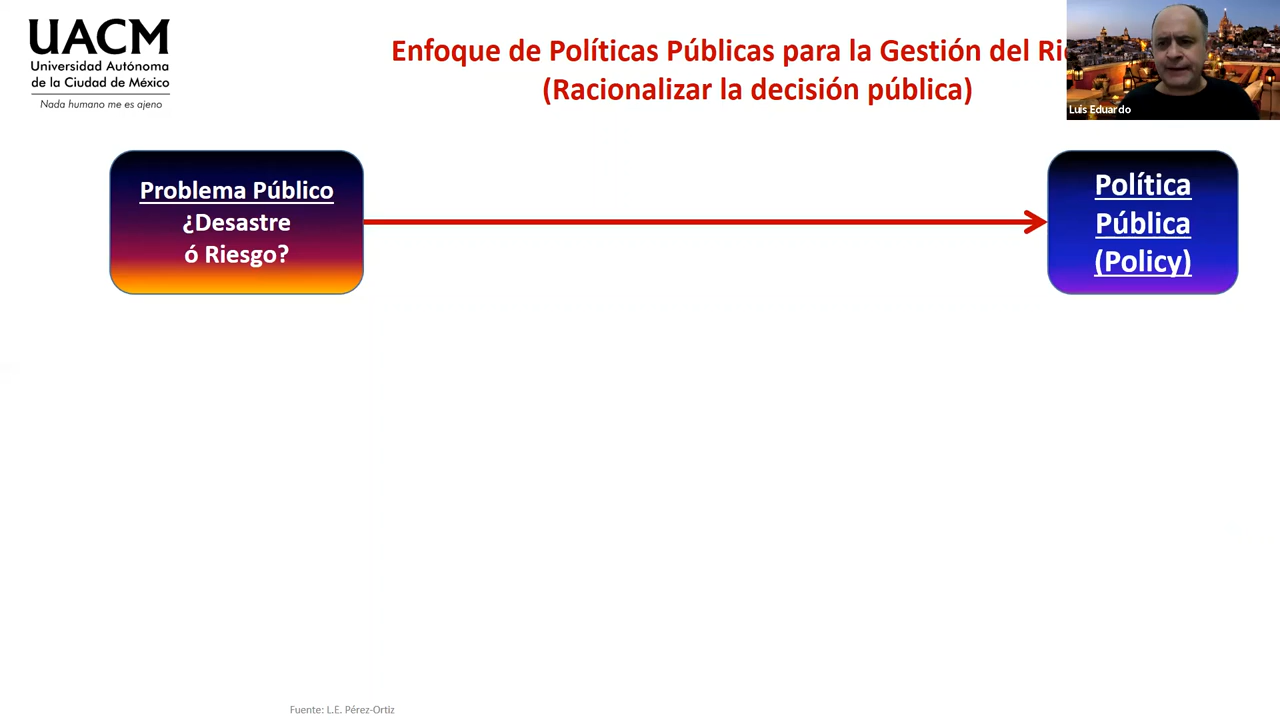 UACM
Universidad Autónoma
de la Ciudad de México
Nada humano me es ajeno
Enfoque de Políticas Públicas para la Gestión del
(Racionalizar la decisión pública)
Luis Eduardo
Problema Público
¿Desastre
ó Riesgo?
Política
Pública
(Policy)
Fuente: L.E. Pérez-Ortiz